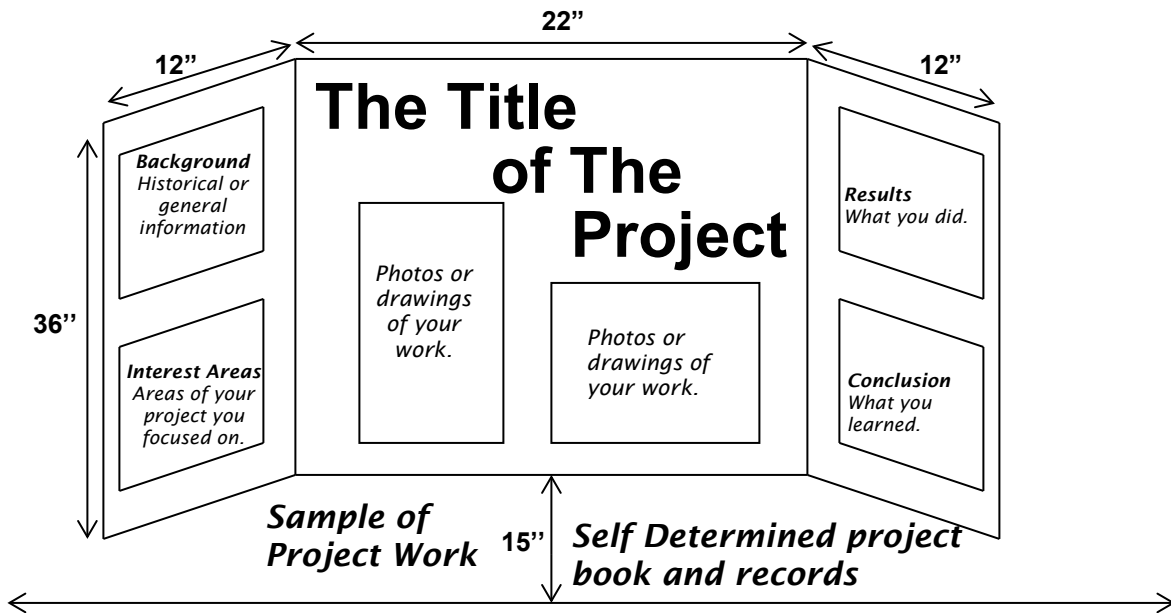 22”
12”
12”
The Title
of The
Project
Background
Historical or
general
information
Results
What you did.
Photos or
drawings
of your
work.
36’’
Photos or
drawings of
your work.
Interest Areas
Areas of your
project you
focused on.
Conclusion
What you
learned.
Sample of
Project Work
15’’
Self Determined project
book and records